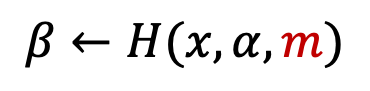 β ← H(x, α, m)